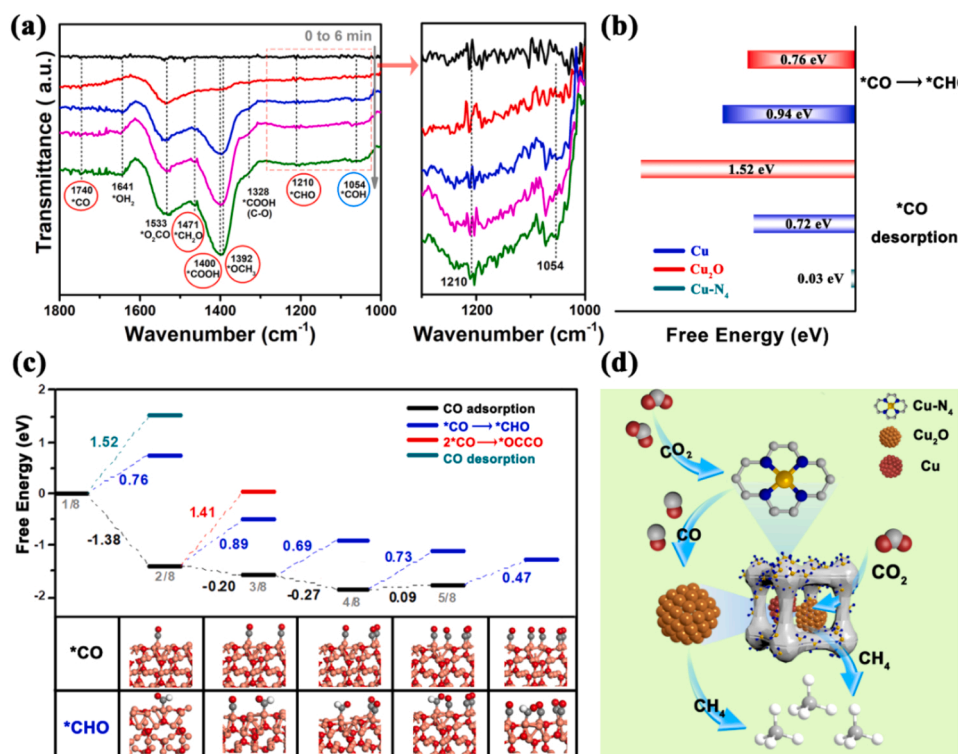 (a)
0 to 6 min
Transmittance ( a.u.)
1740
*CO
1641
*OH₂
1533
*O₂CO
1471
*CH₂O
1400
*COOH
1392
*OCH₃
1328
*COOH
(C-O)
1210
*CHO
1054
*COH
1800 1600 1400 1200 1000
Wavenumber (cm⁻¹)
1210
1054
1200 1000
Wavenumber (cm⁻¹)
(b)
0.76 eV
*CO → *CHO
0.94 eV
1.52 eV
*CO
desorption
0.72 eV
0.03 eV
Cu
Cu₂O
Cu-N₄
Free Energy (eV)
(c)
Free Energy (eV)
2
1
0
-1
-2
CO adsorption
*CO → *CHO
2*CO → *OCCO
CO desorption
1.52
0.76
1/8
-1.38
1.41
2/8
0.89
-0.20
3/8
0.69
-0.27
4/8
0.73
0.09
5/8
0.47
*CO
*CHO
(d)
Cu-N₄
Cu₂O
Cu
CO₂
CO
CO₂
CH₄
CH₄